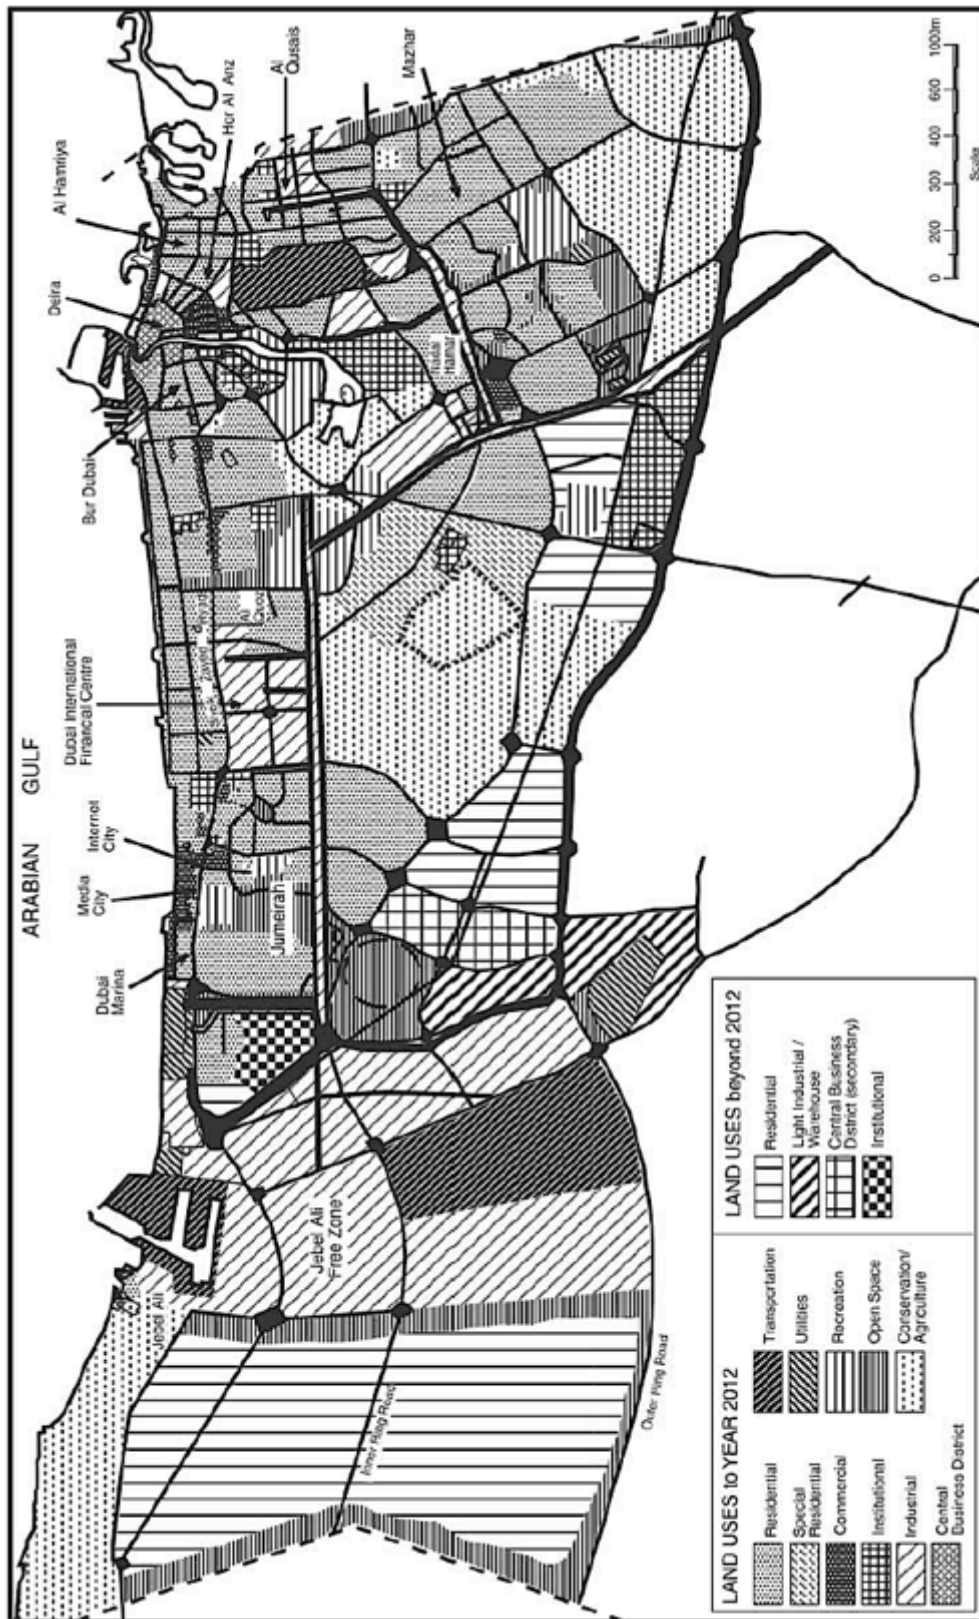 ARABIAN GULF
Al Hamriya
Hor Al Anz
Al
Qusais
Mazhar
Deira
Bur Dubai
Dubai International
Financial Centre
Internet
City
Media
City
Dubai
Marina
Jumeirah
Al
Quoz
Zayed
Jebel Ali
Jebel Ali
Free Zone
Inner Ring Road
Outer Ring Road
1000m
600
400
300
200
0
Scale
LAND USES to YEAR 2012
Residential
Special
Residential
Commercial
Institutional
Industrial
Central
Business District
Transportation
Utilities
Recreation
Open Space
Conservation/
Agriculture
LAND USES beyond 2012
Residential
Light Industrial /
Warehouse
Central Business
District (secondary)
Institutional